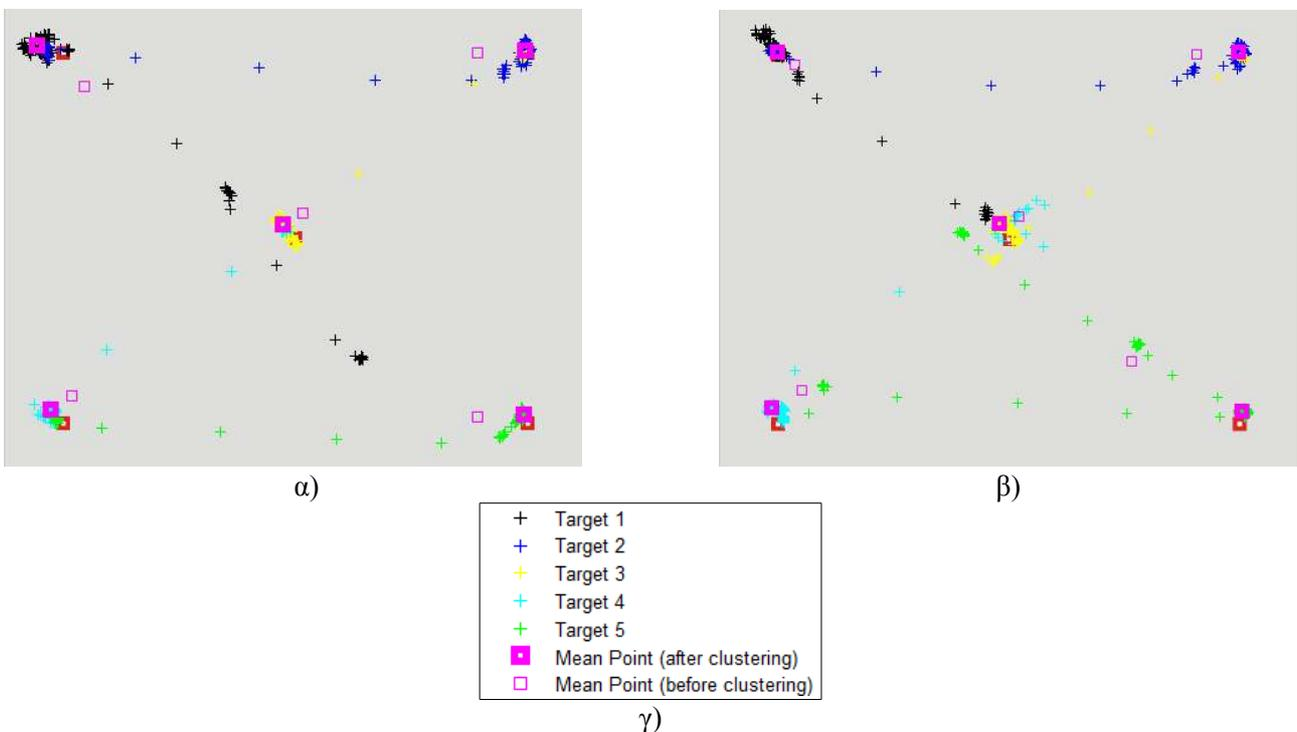 α)
β)
Target 1
Target 2
Target 3
Target 4
Target 5
Mean Point (after clustering)
Mean Point (before clustering)
γ)